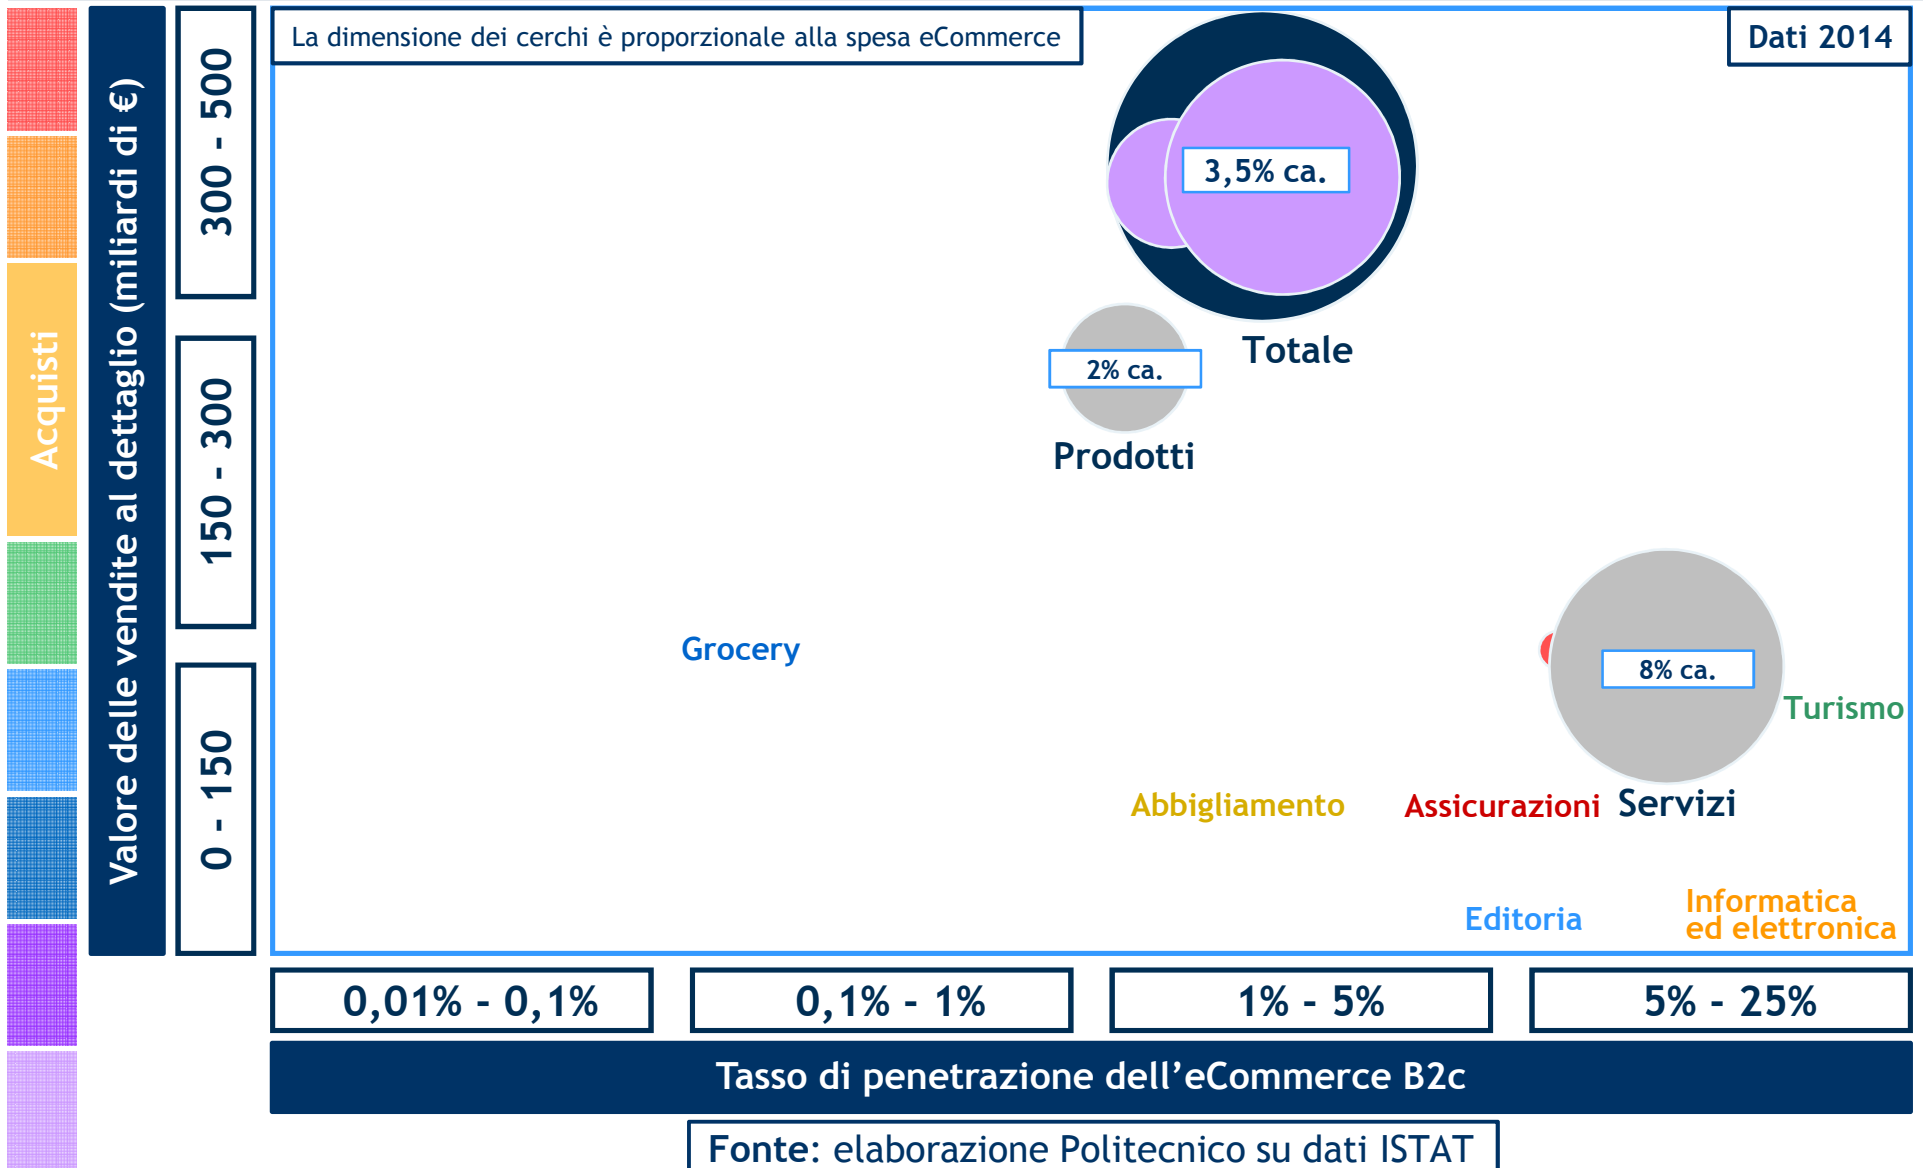 La dimensione dei cerchi è proporzionale alla spesa eCommerce
Dati 2014
Acquisti
Valore delle vendite al dettaglio (miliardi di €)
300 - 500
150 - 300
0 - 150
3,5% ca.
Totale
2% ca.
Prodotti
Grocery
8% ca.
Turismo
Abbigliamento
Assicurazioni
Servizi
Editoria
Informatica
ed elettronica
0,01% - 0,1%
0,1% - 1%
1% - 5%
5% - 25%
Tasso di penetrazione dell’eCommerce B2c
Fonte: elaborazione Politecnico su dati ISTAT